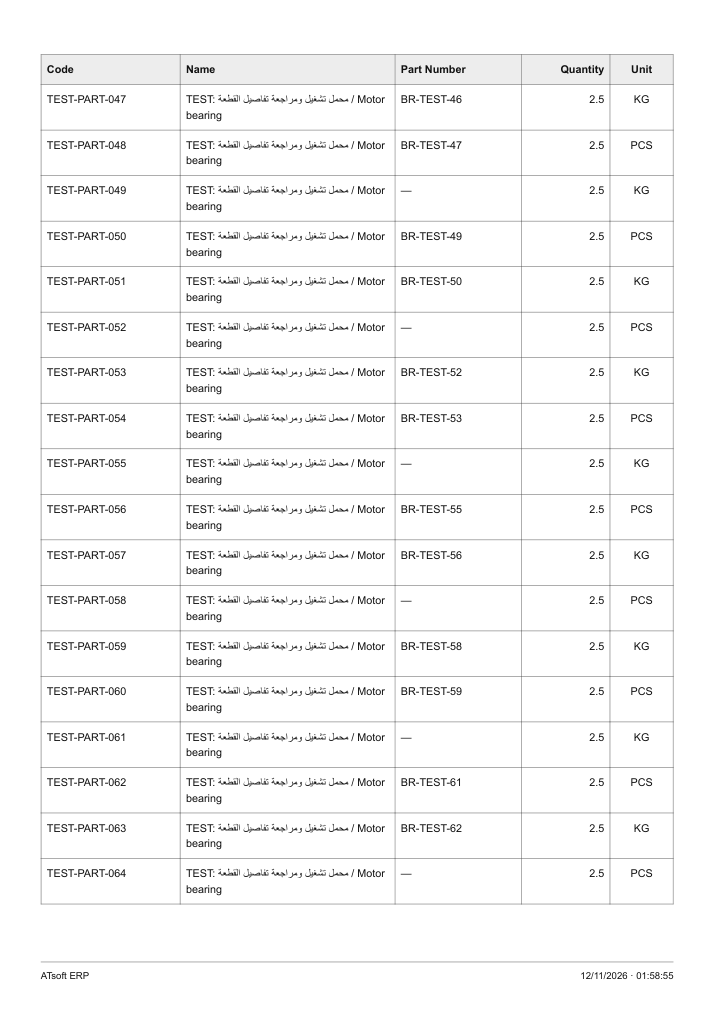 Code Name Part Number Quantity Unit
TEST-PART-047 TEST: محمل تشغيل ومراجعة تفاصيل القطعة / Motor BR-TEST-46 2.5 KG
bearing
TEST-PART-048 TEST: محمل تشغيل ومراجعة تفاصيل القطعة / Motor BR-TEST-47 2.5 PCS
bearing
TEST-PART-049 TEST: محمل تشغيل ومراجعة تفاصيل القطعة / Motor — 2.5 KG
bearing
TEST-PART-050 TEST: محمل تشغيل ومراجعة تفاصيل القطعة / Motor BR-TEST-49 2.5 PCS
bearing
TEST-PART-051 TEST: محمل تشغيل ومراجعة تفاصيل القطعة / Motor BR-TEST-50 2.5 KG
bearing
TEST-PART-052 TEST: محمل تشغيل ومراجعة تفاصيل القطعة / Motor — 2.5 PCS
bearing
TEST-PART-053 TEST: محمل تشغيل ومراجعة تفاصيل القطعة / Motor BR-TEST-52 2.5 KG
bearing
TEST-PART-054 TEST: محمل تشغيل ومراجعة تفاصيل القطعة / Motor BR-TEST-53 2.5 PCS
bearing
TEST-PART-055 TEST: محمل تشغيل ومراجعة تفاصيل القطعة / Motor — 2.5 KG
bearing
TEST-PART-056 TEST: محمل تشغيل ومراجعة تفاصيل القطعة / Motor BR-TEST-55 2.5 PCS
bearing
TEST-PART-057 TEST: محمل تشغيل ومراجعة تفاصيل القطعة / Motor BR-TEST-56 2.5 KG
bearing
TEST-PART-058 TEST: محمل تشغيل ومراجعة تفاصيل القطعة / Motor — 2.5 PCS
bearing
TEST-PART-059 TEST: محمل تشغيل ومراجعة تفاصيل القطعة / Motor BR-TEST-58 2.5 KG
bearing
TEST-PART-060 TEST: محمل تشغيل ومراجعة تفاصيل القطعة / Motor BR-TEST-59 2.5 PCS
bearing
TEST-PART-061 TEST: محمل تشغيل ومراجعة تفاصيل القطعة / Motor — 2.5 KG
bearing
TEST-PART-062 TEST: محمل تشغيل ومراجعة تفاصيل القطعة / Motor BR-TEST-61 2.5 PCS
bearing
TEST-PART-063 TEST: محمل تشغيل ومراجعة تفاصيل القطعة / Motor BR-TEST-62 2.5 KG
bearing
TEST-PART-064 TEST: محمل تشغيل ومراجعة تفاصيل القطعة / Motor — 2.5 PCS
bearing
ATsoft ERP 12/11/2026 · 01:58:55